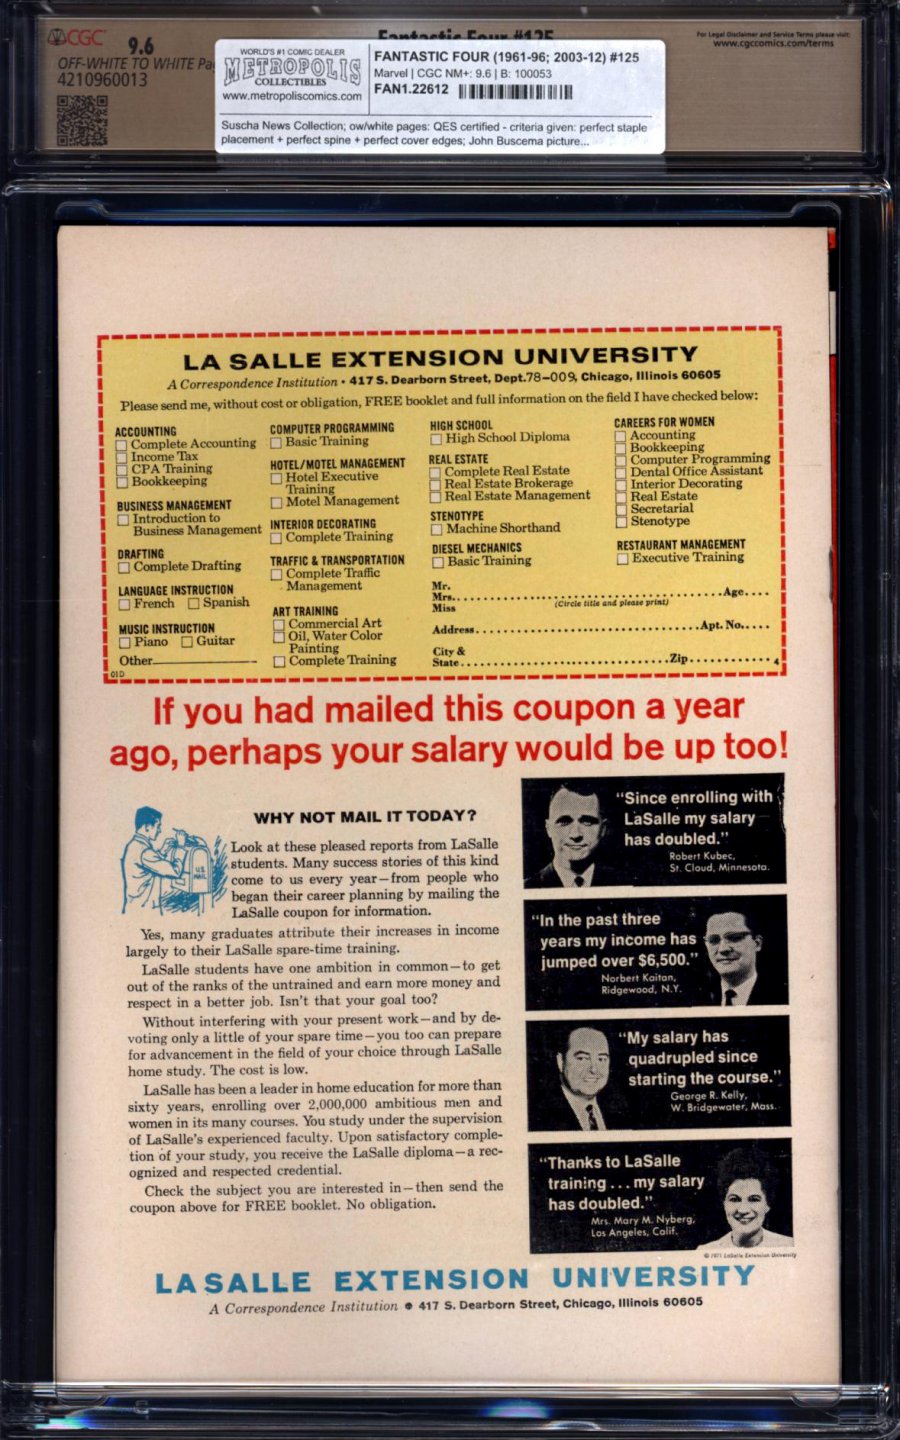 CGC 9.6
OFF-WHITE TO WHITE Pa
4210960013
Fantastic Four #125
For Legal Disclaimer and Service Terms please visit:
www.cgccomics.com/terms
WORLD'S #1 COMIC DEALER
METROPOLIS
COLLECTIBLES
www.metropoliscomics.com
FANTASTIC FOUR (1961-96; 2003-12) #125
Marvel | CGC NM+: 9.6 | B: 100053
FAN1.22612
Suscha News Collection; ow/white pages: QES certified - criteria given: perfect staple
placement + perfect spine + perfect cover edges; John Buscema picture...
LA SALLE EXTENSION UNIVERSITY
A Correspondence Institution • 417 S. Dearborn Street, Dept.78-009, Chicago, Illinois 60605
Please send me, without cost or obligation, FREE booklet and full information on the field I have checked below:
ACCOUNTING
Complete Accounting
Income Tax
CPA Training
Bookkeeping
BUSINESS MANAGEMENT
Introduction to
Business Management
DRAFTING
Complete Drafting
LANGUAGE INSTRUCTION
French Spanish
MUSIC INSTRUCTION
Piano Guitar
Other
01D
COMPUTER PROGRAMMING
Basic Training
HOTEL/MOTEL MANAGEMENT
Hotel Executive
Training
Motel Management
INTERIOR DECORATING
Complete Training
TRAFFIC & TRANSPORTATION
Complete Traffic
Management
ART TRAINING
Commercial Art
Oil, Water Color
Painting
Complete Training
HIGH SCHOOL
High School Diploma
REAL ESTATE
Complete Real Estate
Real Estate Brokerage
Real Estate Management
STENOTYPE
Machine Shorthand
DIESEL MECHANICS
Basic Training
CAREERS FOR WOMEN
Accounting
Bookkeeping
Computer Programming
Dental Office Assistant
Interior Decorating
Real Estate
Secretarial
Stenotype
RESTAURANT MANAGEMENT
Executive Training
Mr.
Mrs. Age
Miss (Circle title and please print)
Address Apt. No.
City &
State Zip 4
If you had mailed this coupon a year
ago, perhaps your salary would be up too!
U.S.
MAIL
WHY NOT MAIL IT TODAY?
Look at these pleased reports from LaSalle
students. Many success stories of this kind
come to us every year—from people who
began their career planning by mailing the
LaSalle coupon for information.
Yes, many graduates attribute their increases in income
largely to their LaSalle spare-time training.
LaSalle students have one ambition in common—to get
out of the ranks of the untrained and earn more money and
respect in a better job. Isn't that your goal too?
Without interfering with your present work—and by de-
voting only a little of your spare time—you too can prepare
for advancement in the field of your choice through LaSalle
home study. The cost is low.
LaSalle has been a leader in home education for more than
sixty years, enrolling over 2,000,000 ambitious men and
women in its many courses. You study under the supervision
of LaSalle's experienced faculty. Upon satisfactory comple-
tion of your study, you receive the LaSalle diploma—a rec-
ognized and respected credential.
Check the subject you are interested in—then send the
coupon above for FREE booklet. No obligation.
"Since enrolling with
LaSalle my salary
has doubled."
Robert Kubec,
St. Cloud, Minnesota.
"In the past three
years my income has
jumped over $6,500."
Norbert Kaitan,
Ridgewood, N.Y.
"My salary has
quadrupled since
starting the course."
George R. Kelly,
W. Bridgewater, Mass.
"Thanks to LaSalle
training ... my salary
has doubled."
Mrs. Mary M. Nyberg,
Los Angeles, Calif.
© 1971 LaSalle Extension University
LA SALLE EXTENSION UNIVERSITY
A Correspondence Institution • 417 S. Dearborn Street, Chicago, Illinois 60605